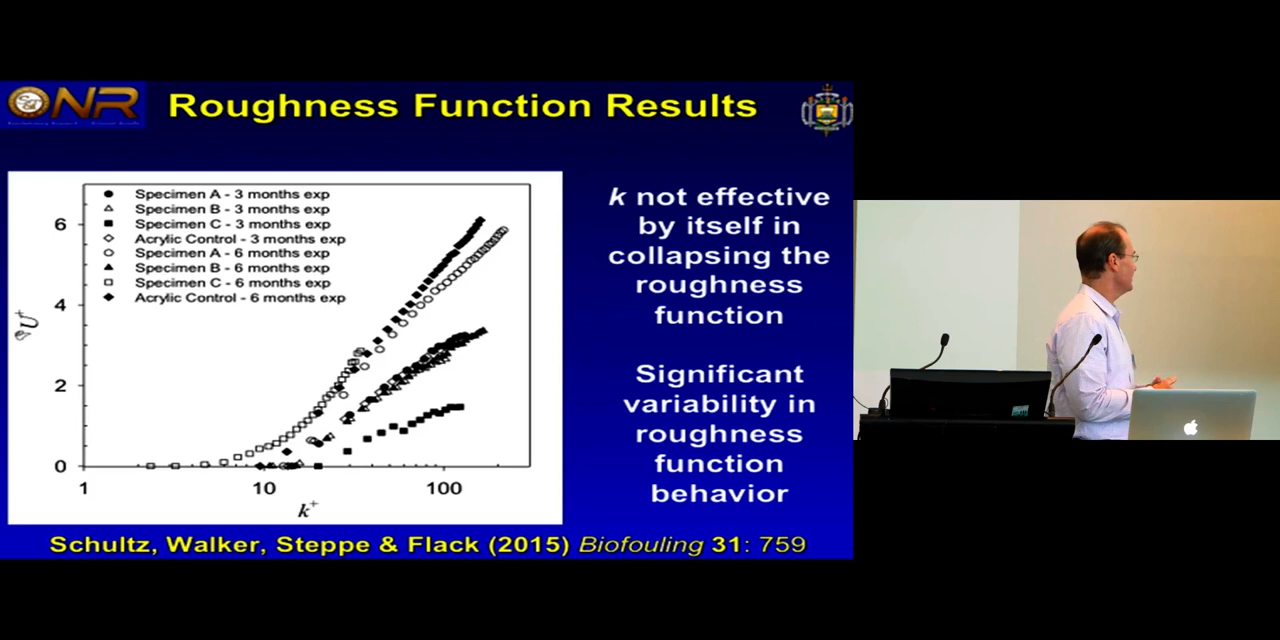 ONR
Roughness Function Results
Specimen A - 3 months exp
Specimen B - 3 months exp
Specimen C - 3 months exp
Acrylic Control - 3 months exp
Specimen A - 6 months exp
Specimen B - 6 months exp
Specimen C - 6 months exp
Acrylic Control - 6 months exp
6
4
2
0
ΔU⁺
1 10 100
k⁺
k not effective
by itself in
collapsing the
roughness
function
Significant
variability in
roughness
function
behavior
Schultz, Walker, Steppe & Flack (2015) Biofouling 31: 759